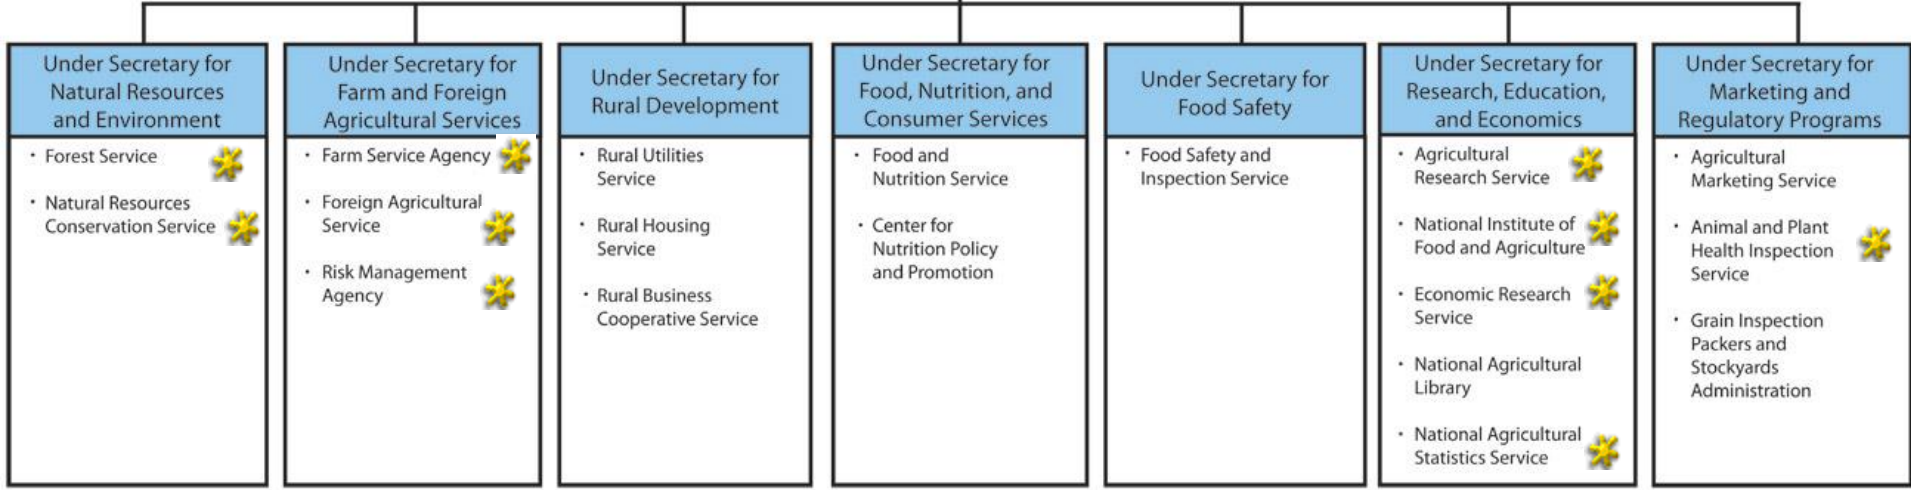 Under Secretary for
Natural Resources
and Environment
• Forest Service
• Natural Resources
Conservation Service
Under Secretary for
Farm and Foreign
Agricultural Services
• Farm Service Agency
• Foreign Agricultural
Service
• Risk Management
Agency
Under Secretary for
Rural Development
• Rural Utilities
Service
• Rural Housing
Service
• Rural Business
Cooperative Service
Under Secretary for
Food, Nutrition, and
Consumer Services
• Food and
Nutrition Service
• Center for
Nutrition Policy
and Promotion
Under Secretary for
Food Safety
• Food Safety and
Inspection Service
Under Secretary for
Research, Education,
and Economics
• Agricultural
Research Service
• National Institute of
Food and Agriculture
• Economic Research
Service
• National Agricultural
Library
• National Agricultural
Statistics Service
Under Secretary for
Marketing and
Regulatory Programs
• Agricultural
Marketing Service
• Animal and Plant
Health Inspection
Service
• Grain Inspection
Packers and
Stockyards
Administration